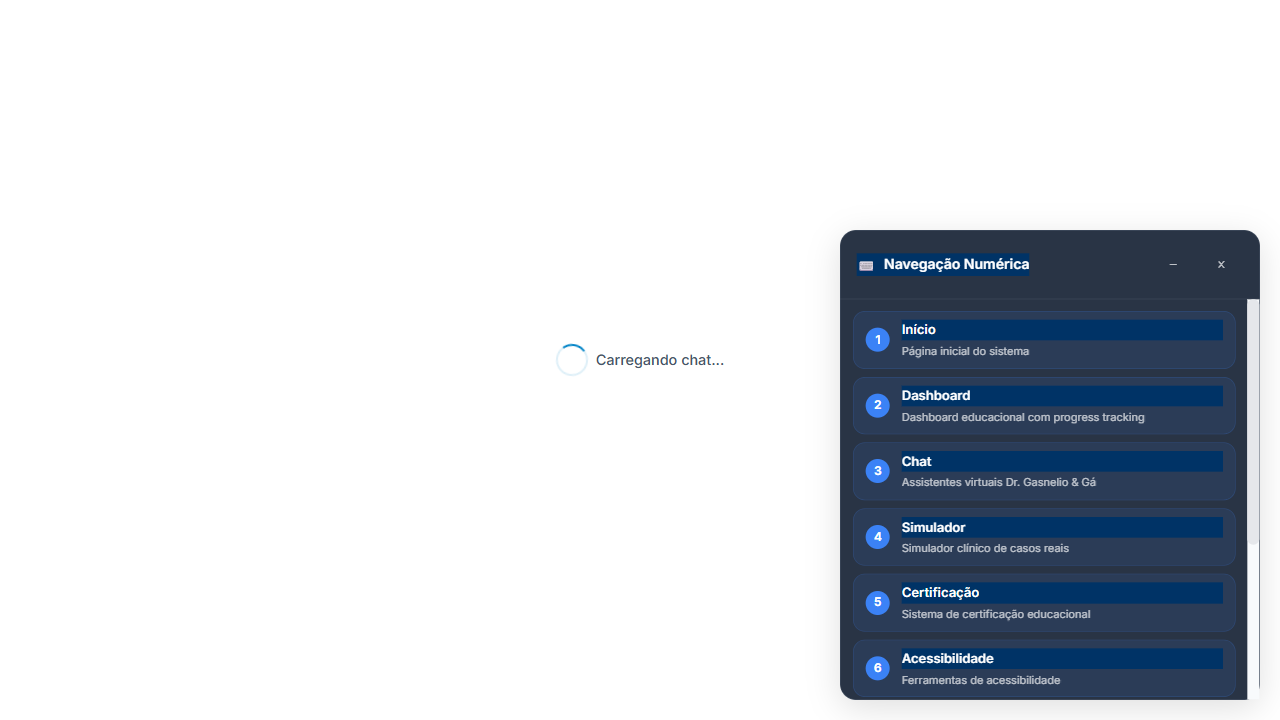 Carregando chat...
Navegação Numérica
−
x
1
Início
Página inicial do sistema
2
Dashboard
Dashboard educacional com progress tracking
3
Chat
Assistentes virtuais Dr. Gasnelio & Gá
4
Simulador
Simulador clínico de casos reais
5
Certificação
Sistema de certificação educacional
6
Acessibilidade
Ferramentas de acessibilidade